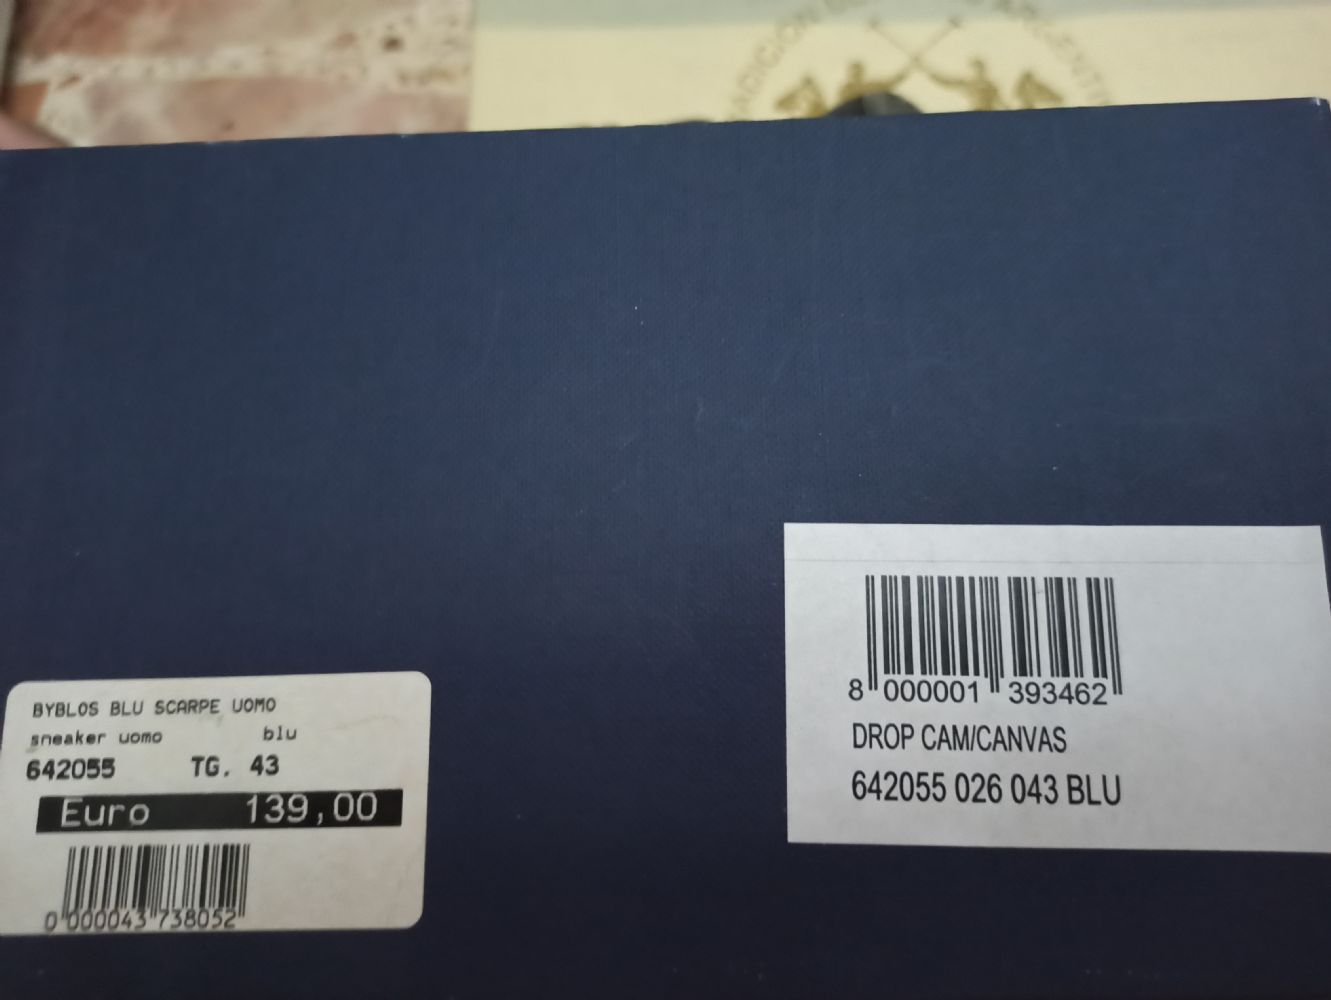 BYBLOS BLU SCARPE UOMO
sneaker uomo blu
642055 TG. 43
Euro 139,00
0 000043 738052
8 000001 393462
DROP CAM/CANVAS
642055 026 043 BLU